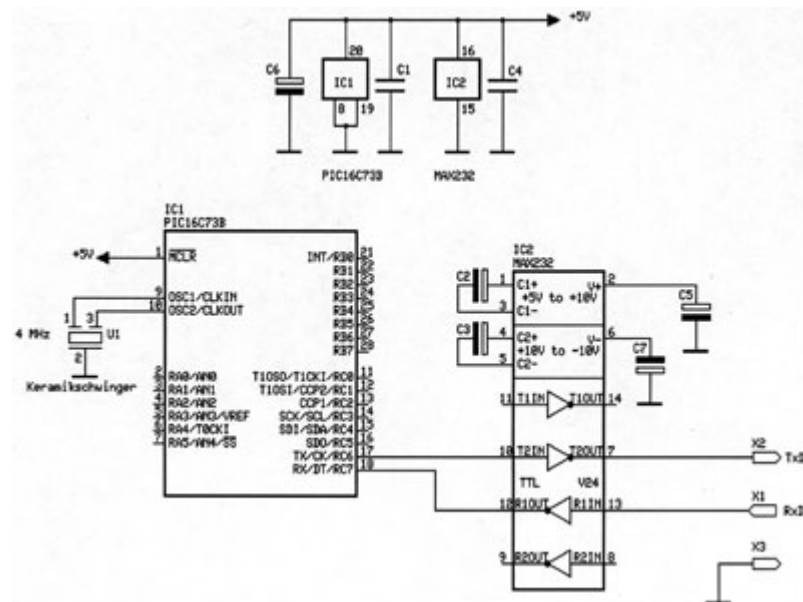 +5V
20
16
C6
IC1
C1
IC2
C4
8 19
15
PIC16C73B
MAX232
IC1
PIC16C73B
+5V
1 MCLR
INT/RB0 21
RB1 22
RB2 23
9 OSC1/CLKIN
RB3 24
10 OSC2/CLKOUT
RB4 25
RB5 26
RB6 27
RB7 28
4 MHz
1 3 U1
2
Keramikschwinger
2 RA0/AN0
3 RA1/AN1
4 RA2/AN2
5 RA3/AN3/VREF
6 RA4/T0CKI
7 RA5/AN4/SS
T1OSO/T1CKI/RC0 11
T1OSI/CCP2/RC1 12
CCP1/RC2 13
SCK/SCL/RC3 14
SDI/SDA/RC4 15
SDO/RC5 16
TX/CK/RC6 17
RX/DT/RC7 18
IC2
MAX232
C2 1 C1+ V+ 2
+5V to +10V
3 C1-
C5
C3 4 C2+ V- 6
+10V to -10V
5 C2-
C7
11 T1IN T1OUT 14
10 T2IN T2OUT 7
X2
TxD
TTL V24
12 R1OUT R1IN 13
X1
RxD
9 R2OUT R2IN 8
X3